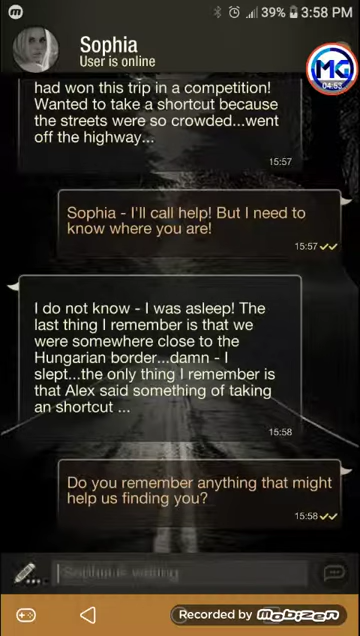 39% 3:58 PM
Sophia
User is online
MG
04:53
had won this trip in a competition!
Wanted to take a shortcut because
the streets were so crowded...went
off the highway...
15:57
Sophia - I'll call help! But I need to
know where you are!
15:57
I do not know - I was asleep! The
last thing I remember is that we
were somewhere close to the
Hungarian border...damn - I
slept...the only thing I remember is
that Alex said something of taking
an shortcut ...
15:58
Do you remember anything that might
help us finding you?
15:58
Sophia is writing
Recorded by mobizen